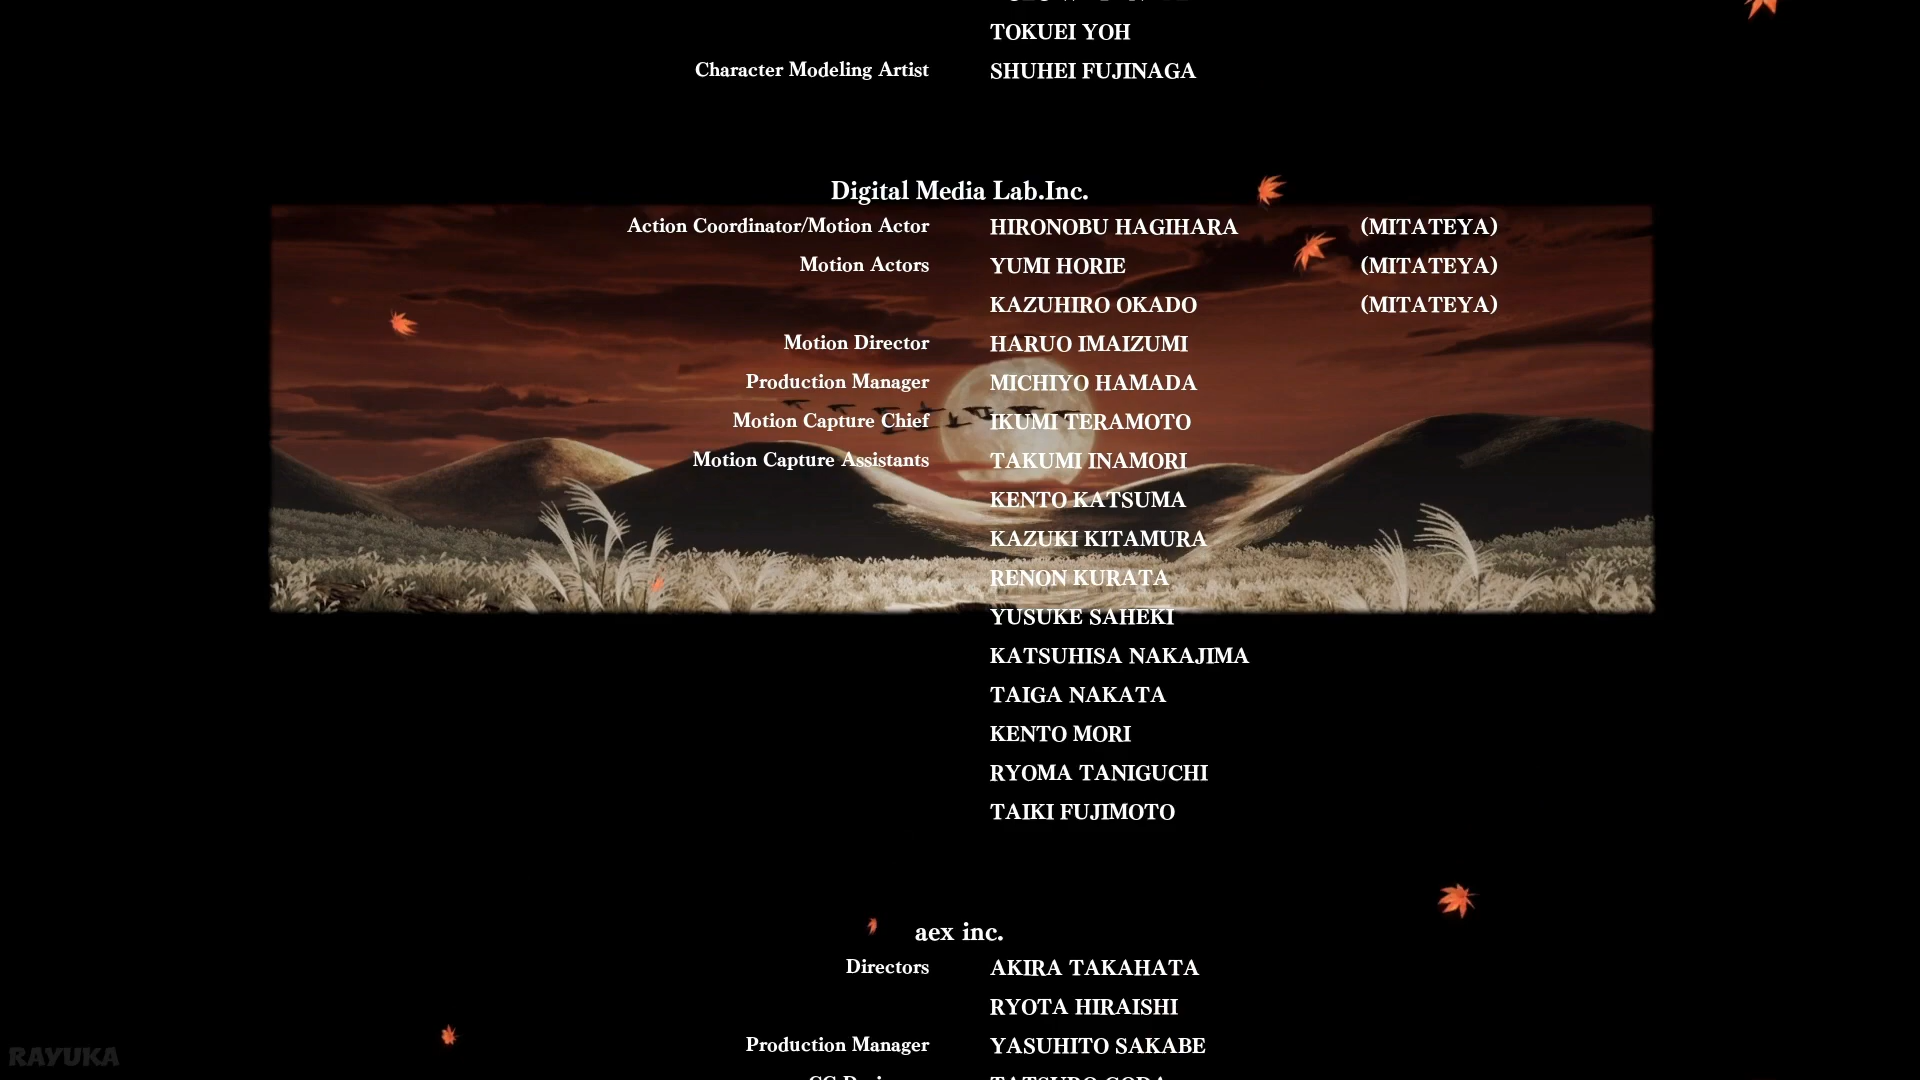 TOKUEI YOH
Character Modeling Artist SHUHEI FUJINAGA
Digital Media Lab.Inc.
Action Coordinator/Motion Actor HIRONOBU HAGIHARA (MITATEYA)
Motion Actors YUMI HORIE (MITATEYA)
KAZUHIRO OKADO (MITATEYA)
Motion Director HARUO IMAIZUMI
Production Manager MICHIYO HAMADA
Motion Capture Chief IKUMI TERAMOTO
Motion Capture Assistants TAKUMI INAMORI
KENTO KATSUMA
KAZUKI KITAMURA
RENON KURATA
YUSUKE SAHEKI
KATSUHISA NAKAJIMA
TAIGA NAKATA
KENTO MORI
RYOMA TANIGUCHI
TAIKI FUJIMOTO
aex inc.
Directors AKIRA TAKAHATA
RYOTA HIRAISHI
Production Manager YASUHITO SAKABE
RAYUKA